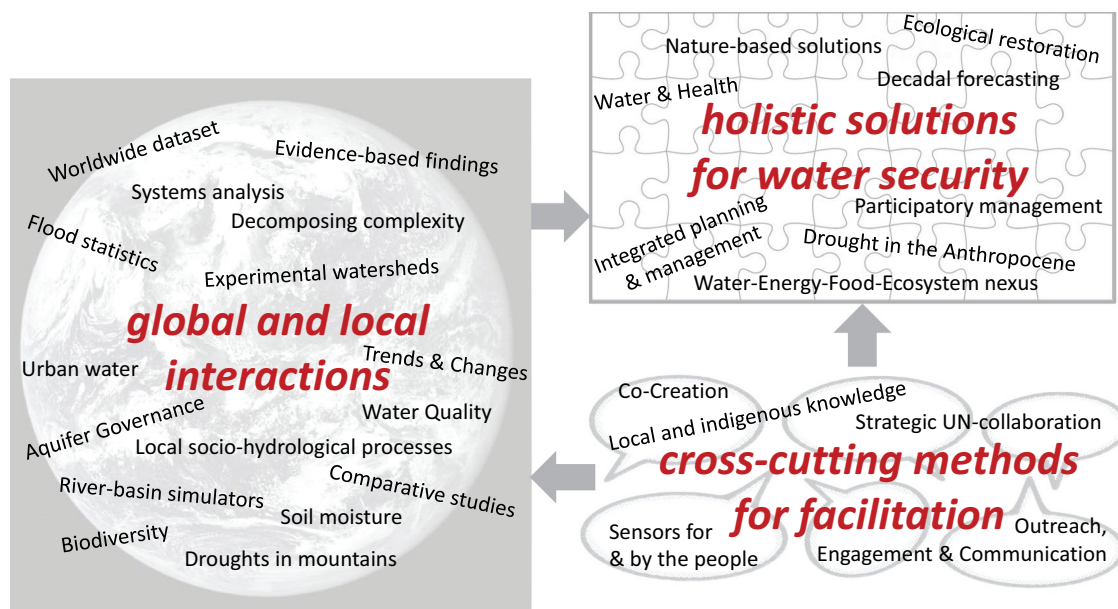 Worldwide dataset
Evidence-based findings
Systems analysis
Decomposing complexity
Flood statistics
Experimental watersheds
global and local
interactions
Trends & Changes
Urban water
Water Quality
Aquifer Governance
Local socio-hydrological processes
Comparative studies
River-basin simulators
Soil moisture
Biodiversity
Droughts in mountains
Ecological restoration
Nature-based solutions
Decadal forecasting
Water & Health
holistic solutions
for water security
Participatory management
Integrated planning
& management
Drought in the Anthropocene
Water-Energy-Food-Ecosystem nexus
Co-Creation
Local and indigenous knowledge
Strategic UN-collaboration
cross-cutting methods
for facilitation
Sensors for
& by the people
Outreach,
Engagement & Communication